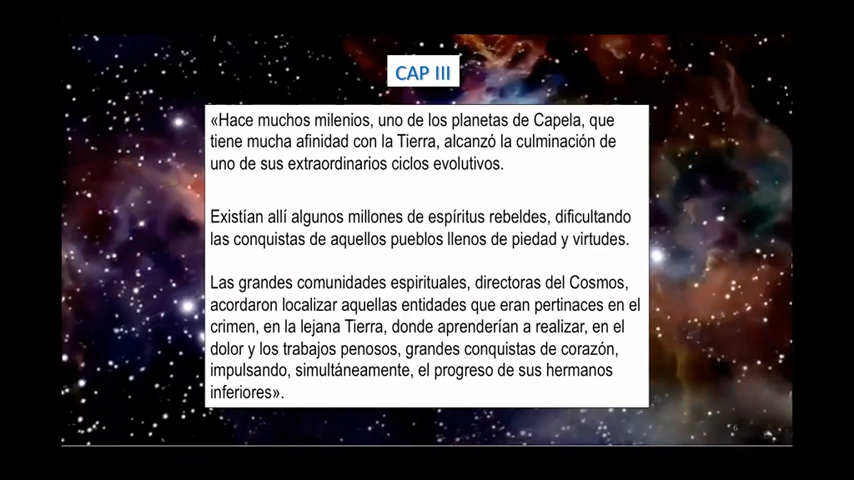 CAP III
«Hace muchos milenios, uno de los planetas de Capela, que
tiene mucha afinidad con la Tierra, alcanzó la culminación de
uno de sus extraordinarios ciclos evolutivos.
Existían allí algunos millones de espíritus rebeldes, dificultando
las conquistas de aquellos pueblos llenos de piedad y virtudes.
Las grandes comunidades espirituales, directoras del Cosmos,
acordaron localizar aquellas entidades que eran pertinaces en el
crimen, en la lejana Tierra, donde aprenderían a realizar, en el
dolor y los trabajos penosos, grandes conquistas de corazón,
impulsando, simultáneamente, el progreso de sus hermanos
inferiores».
6